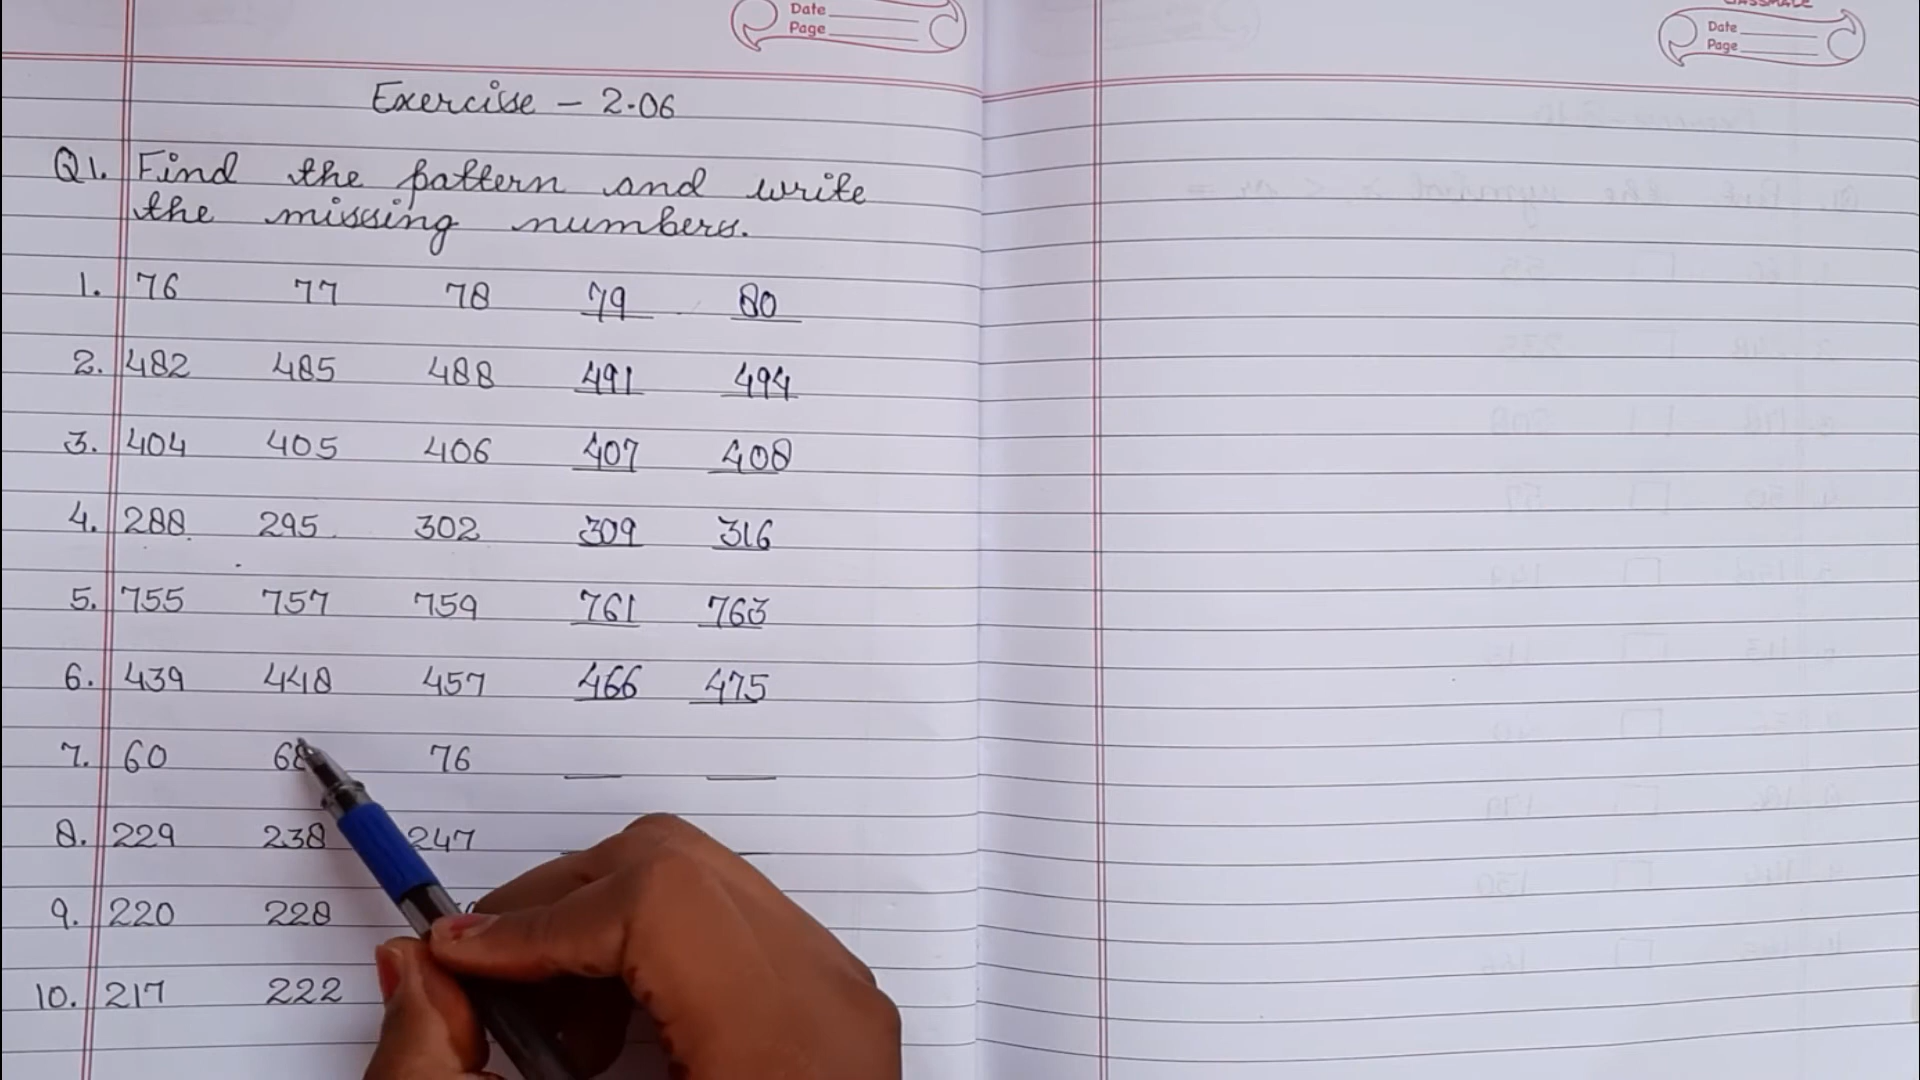 Date
Page
CLASSMATE
Date
Page
Exercise - 2.06
Q1. Find the pattern and write
the missing numbers.
1. 76 77 78 79 80
2. 482 485 488 491 494
3. 404 405 406 407 408
4. 288 295 302 309 316
5. 755 757 759 761 763
6. 439 448 457 466 475
7. 60 68 76
8. 229 238 247
9. 220 228
10. 217 222